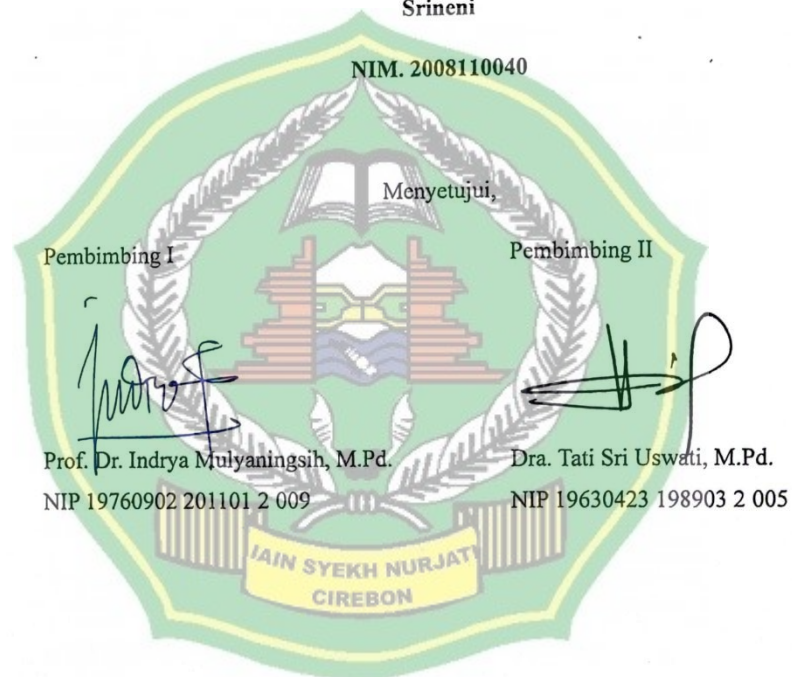 Srineni
NIM. 2008110040
Menyetujui,
Pembimbing I
Pembimbing II
Prof. Dr. Indrya Mulyaningsih, M.Pd.
Dra. Tati Sri Uswati, M.Pd.
NIP 19760902 201101 2 009
NIP 19630423 198903 2 005
IAIN SYEKH NURJATI
CIREBON